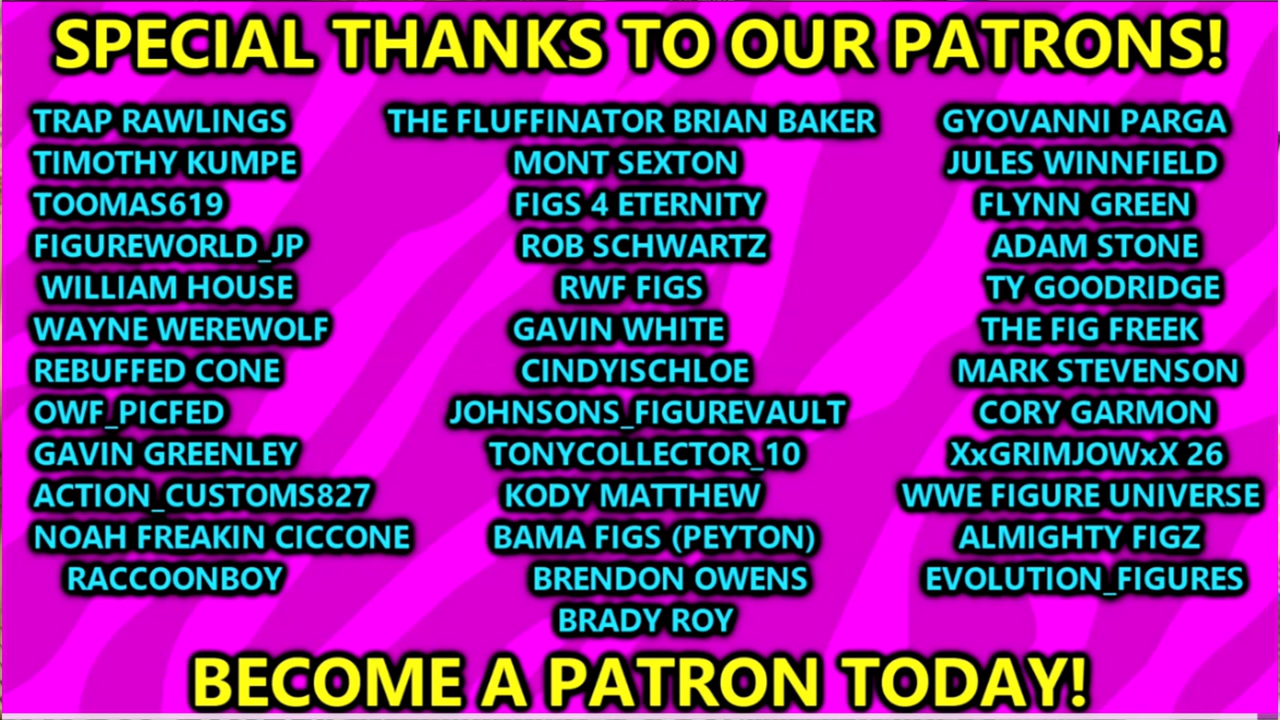 SPECIAL THANKS TO OUR PATRONS!
TRAP RAWLINGS
TIMOTHY KUMPE
TOOMAS619
FIGUREWORLD_JP
WILLIAM HOUSE
WAYNE WEREWOLF
REBUFFED CONE
OWF_PICFED
GAVIN GREENLEY
ACTION_CUSTOMS827
NOAH FREAKIN CICCONE
RACCOONBOY
THE FLUFFINATOR BRIAN BAKER
MONT SEXTON
FIGS 4 ETERNITY
ROB SCHWARTZ
RWF FIGS
GAVIN WHITE
CINDYISCHLOE
JOHNSONS_FIGUREVAULT
TONYCOLLECTOR_10
KODY MATTHEW
BAMA FIGS (PEYTON)
BRENDON OWENS
BRADY ROY
GYOVANNI PARGA
JULES WINNFIELD
FLYNN GREEN
ADAM STONE
TY GOODRIDGE
THE FIG FREEK
MARK STEVENSON
CORY GARMON
XxGRIMJOWxX 26
WWE FIGURE UNIVERSE
ALMIGHTY FIGZ
EVOLUTION_FIGURES
BECOME A PATRON TODAY!